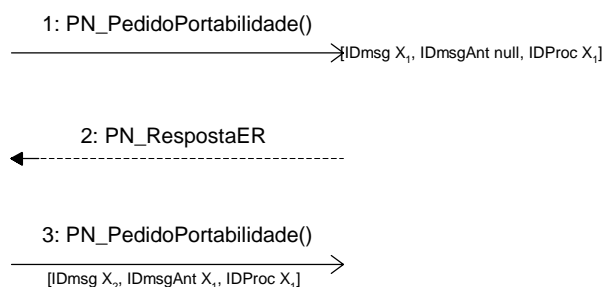 1: PN_PedidoPortabilidade()
[IDmsg X₁, IDmsgAnt null, IDProc X₁]
2: PN_RespostaER
3: PN_PedidoPortabilidade()
[IDmsg X₂, IDmsgAnt X₁, IDProc X₁]